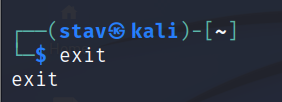 ┌──(stav㉿kali)-[~]
└─$ exit
exit